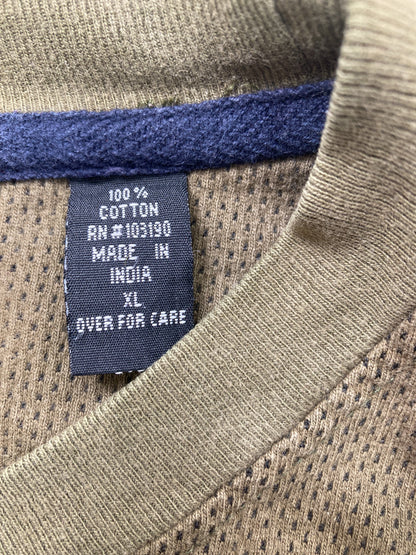 100%
COTTON
RN #103190
MADE IN
INDIA
XL
OVER FOR CARE